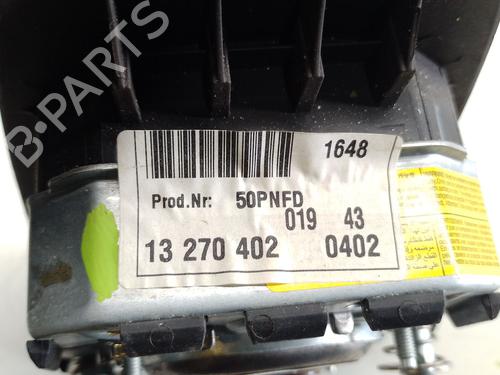 B-PARTS
1648
Prod.Nr: 50PNFD
019 43
13 270 402 0402